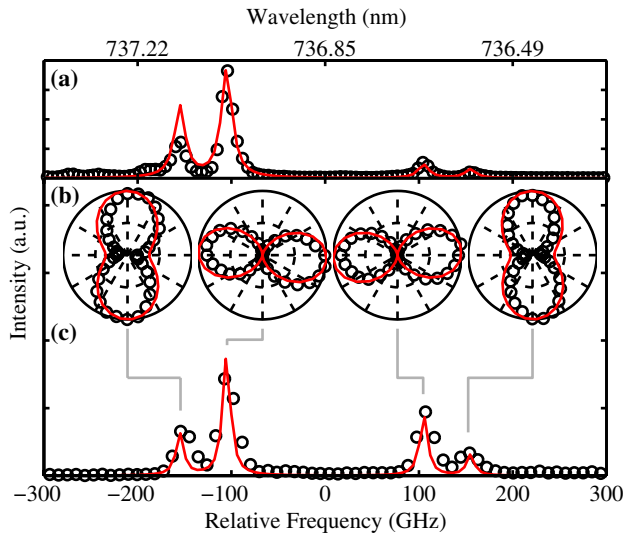 Wavelength (nm)
737.22 736.85 736.49
(a)
(b)
(c)
Intensity (a.u.)
−300 −200 −100 0 100 200 300
Relative Frequency (GHz)